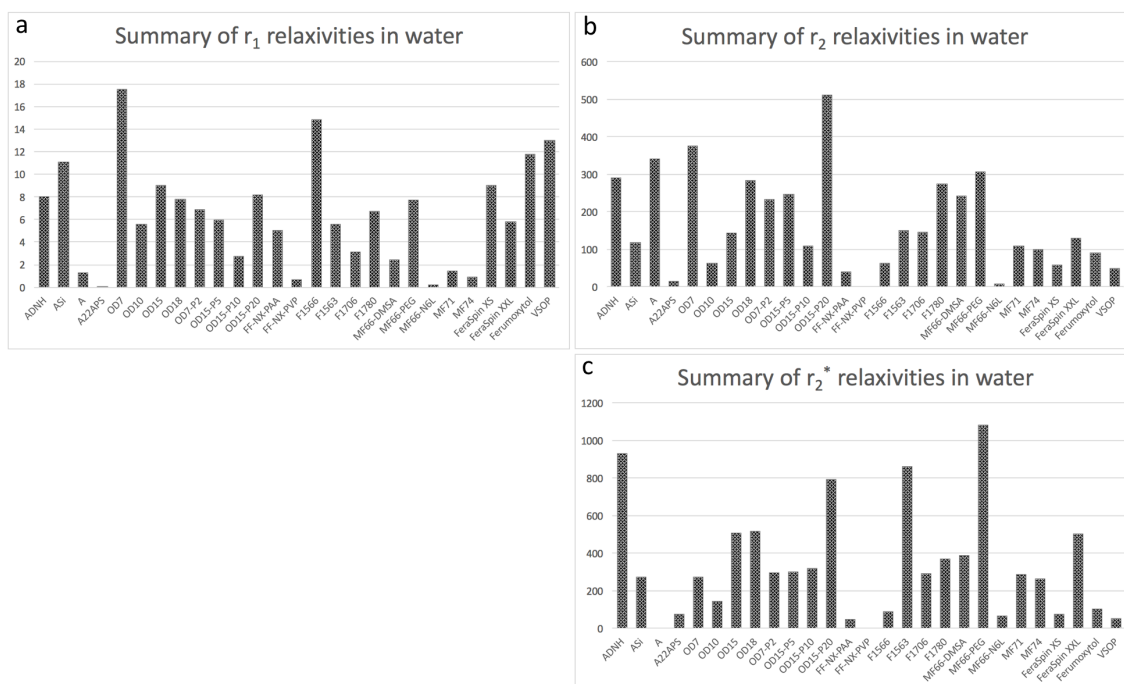 a
Summary of r1 relaxivities in water
20
18
16
14
12
10
8
6
4
2
0
ADNH ASi A A22APS OD7 OD10 OD15 OD18 OD7-P2 OD15-P5 OD15-P10 OD15-P20 FF-NX-PAA FF-NX-PVP F1566 F1563 F1706 F1780 MF66-DMSA MF66-PEG MF66-N6L MF71 MF74 FeraSpin XS FeraSpin XXL Ferumoxytol VSOP
b
Summary of r2 relaxivities in water
600
500
400
300
200
100
0
ADNH ASi A A22APS OD7 OD10 OD15 OD18 OD7-P2 OD15-P5 OD15-P10 OD15-P20 FF-NX-PAA FF-NX-PVP F1566 F1563 F1706 F1780 MF66-DMSA MF66-PEG MF66-N6L MF71 MF74 FeraSpin XS FeraSpin XXL Ferumoxytol VSOP
c
Summary of r2* relaxivities in water
1200
1000
800
600
400
200
0
ADNH ASi A A22APS OD7 OD10 OD15 OD18 OD7-P2 OD15-P5 OD15-P10 OD15-P20 FF-NX-PAA FF-NX-PVP F1566 F1563 F1706 F1780 MF66-DMSA MF66-PEG MF66-N6L MF71 MF74 FeraSpin XS FeraSpin XXL Ferumoxytol VSOP